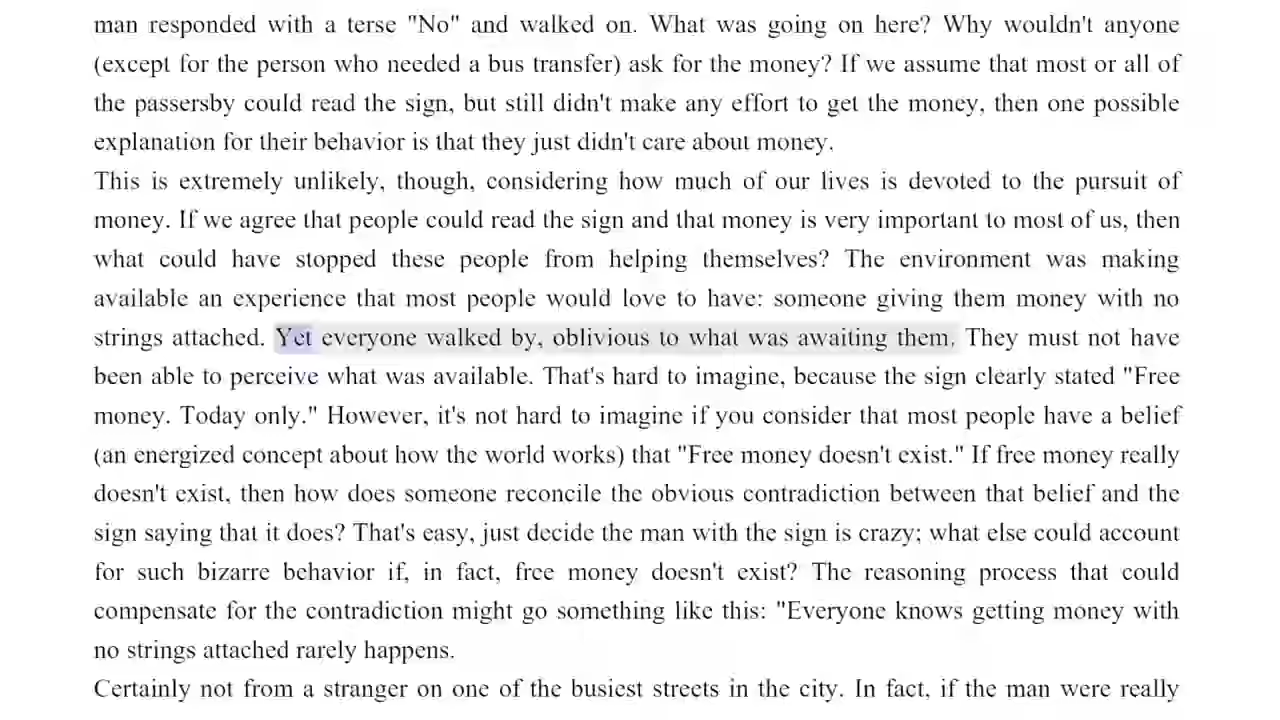 man responded with a terse "No" and walked on. What was going on here? Why wouldn't anyone
(except for the person who needed a bus transfer) ask for the money? If we assume that most or all of
the passersby could read the sign, but still didn't make any effort to get the money, then one possible
explanation for their behavior is that they just didn't care about money.
This is extremely unlikely, though, considering how much of our lives is devoted to the pursuit of
money. If we agree that people could read the sign and that money is very important to most of us, then
what could have stopped these people from helping themselves? The environment was making
available an experience that most people would love to have: someone giving them money with no
strings attached. Yet everyone walked by, oblivious to what was awaiting them. They must not have
been able to perceive what was available. That's hard to imagine, because the sign clearly stated "Free
money. Today only." However, it's not hard to imagine if you consider that most people have a belief
(an energized concept about how the world works) that "Free money doesn't exist." If free money really
doesn't exist, then how does someone reconcile the obvious contradiction between that belief and the
sign saying that it does? That's easy, just decide the man with the sign is crazy; what else could account
for such bizarre behavior if, in fact, free money doesn't exist? The reasoning process that could
compensate for the contradiction might go something like this: "Everyone knows getting money with
no strings attached rarely happens.
Certainly not from a stranger on one of the busiest streets in the city. In fact, if the man were really